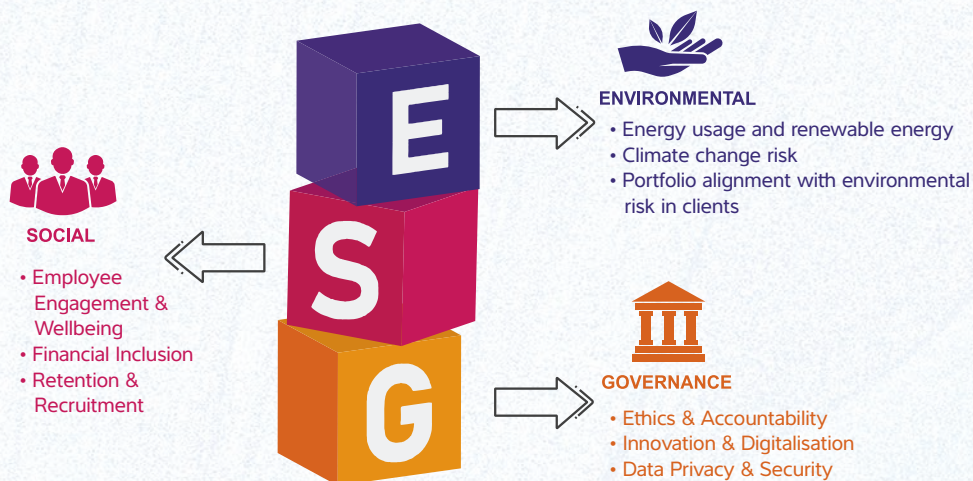 E
ENVIRONMENTAL
• Energy usage and renewable energy
• Climate change risk
• Portfolio alignment with environmental
risk in clients
S
SOCIAL
• Employee
Engagement &
Wellbeing
• Financial Inclusion
• Retention &
Recruitment
G
GOVERNANCE
• Ethics & Accountability
• Innovation & Digitalisation
• Data Privacy & Security